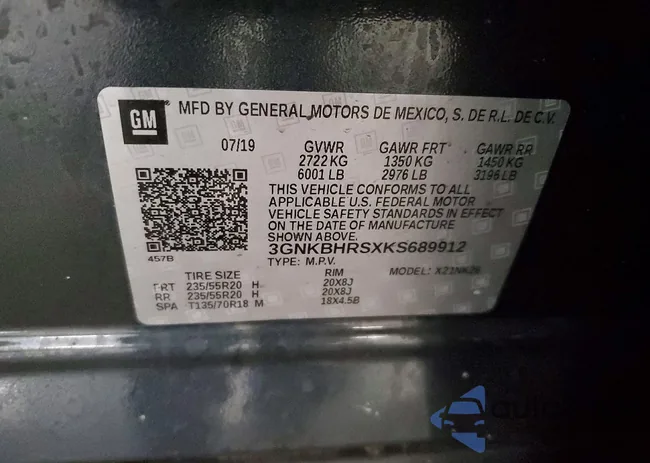 GM MFD BY GENERAL MOTORS DE MEXICO, S. DE R.L. DE C.V.
07/19 GVWR GAWR FRT GAWR RR
2722 KG 1350 KG 1450 KG
6001 LB 2976 LB 3196 LB
THIS VEHICLE CONFORMS TO ALL
APPLICABLE U.S. FEDERAL MOTOR
VEHICLE SAFETY STANDARDS IN EFFECT
ON THE DATE OF MANUFACTURE
SHOWN ABOVE.
3GNKBHRSXKS689912
457B TYPE: M.P.V. MODEL: X21NK26
TIRE SIZE RIM
FRT 235/55R20 H 20X8J
RR 235/55R20 H 20X8J
SPA T135/70R18 M 18X4.5B